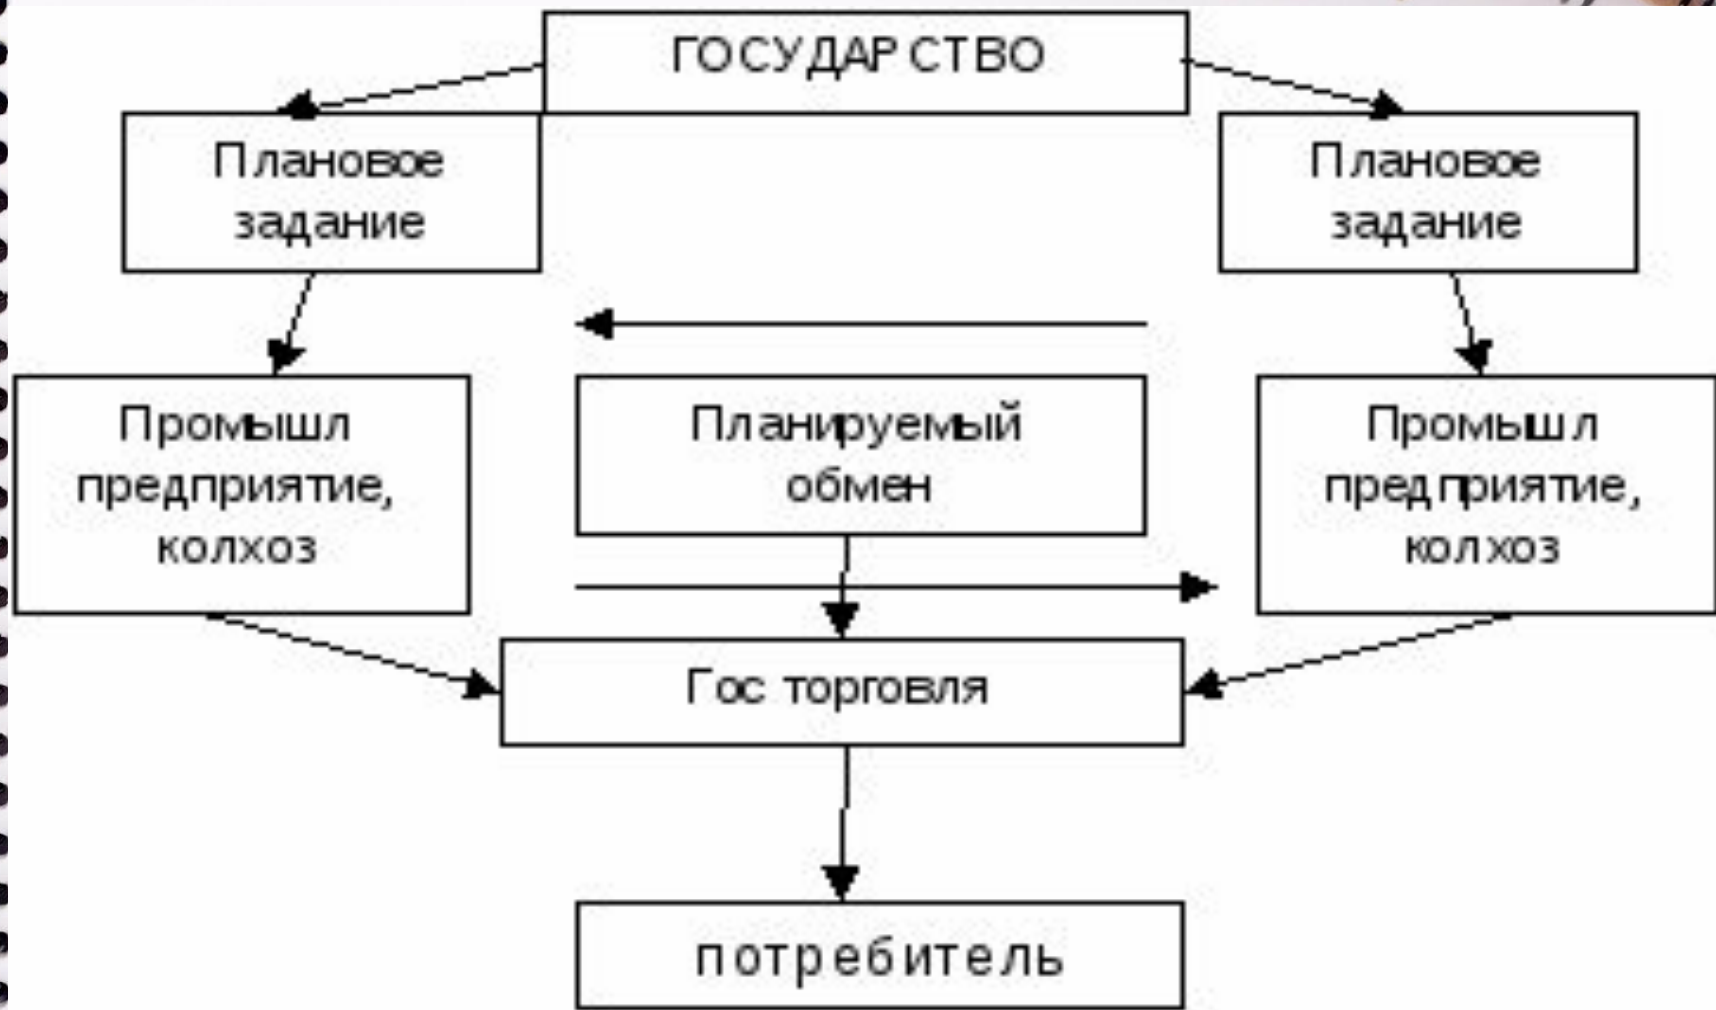 ГОСУДАРСТВО
Плановое
задание
Плановое
задание
Промышл
предприятие,
колхоз
Планируемый
обмен
Промышл
предприятие,
колхоз
Гос торговля
потребитель